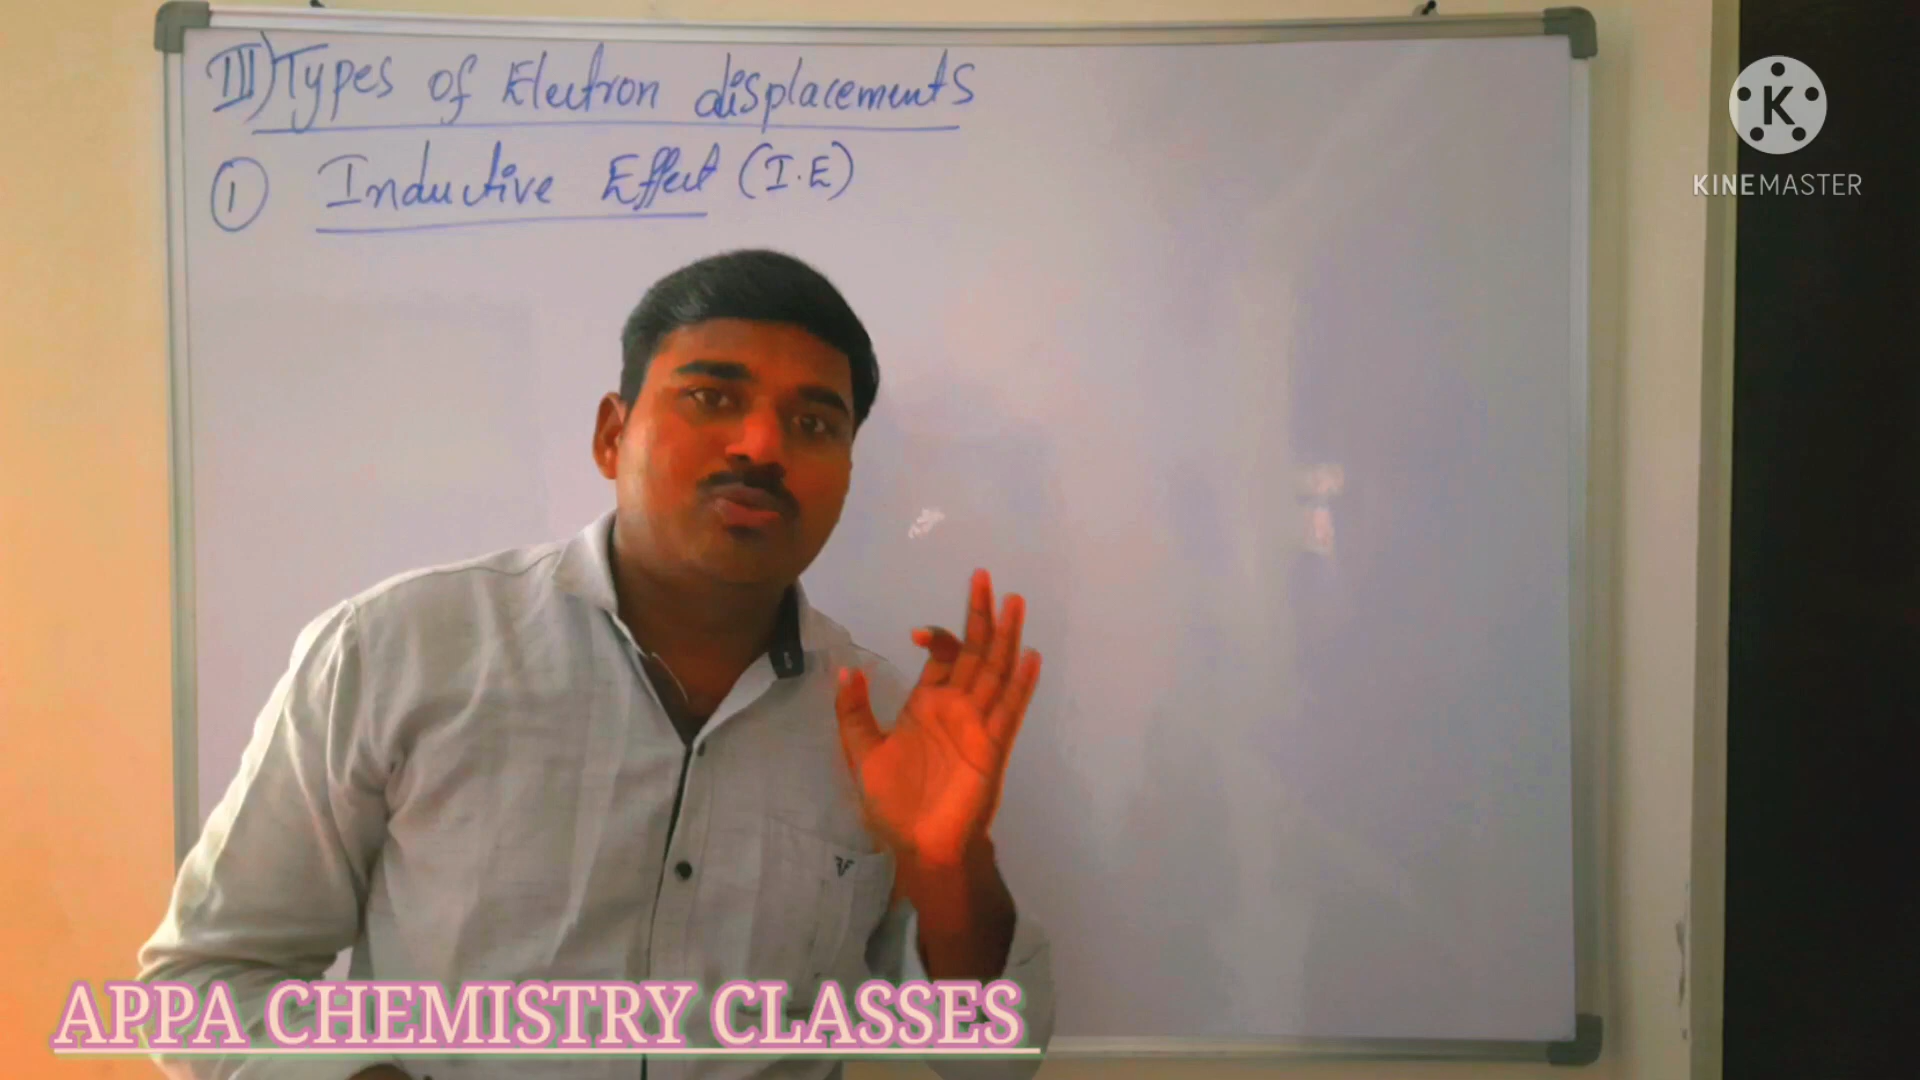 III) Types of Electron displacements
① Inductive Effect (I.E)
K
KINEMASTER
APPA CHEMISTRY CLASSES